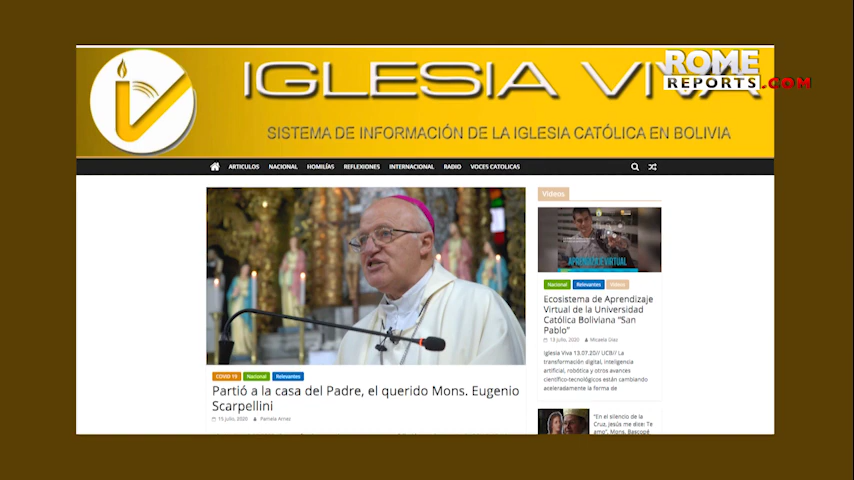 ROME
REPORTS.COM
IGLESIA VIVA
SISTEMA DE INFORMACIÓN DE LA IGLESIA CATÓLICA EN BOLIVIA
ARTICULOS NACIONAL HOMILÍAS REFLEXIONES INTERNACIONAL RADIO VOCES CATOLICAS
COVID 19 Nacional Relevantes
Partió a la casa del Padre, el querido Mons. Eugenio
Scarpellini
15 julio, 2020 Pamela Arnez
Videos
APRENDIZAJE VIRTUAL
Nacional Relevantes Videos
Ecosistema de Aprendizaje
Virtual de la Universidad
Católica Boliviana “San
Pablo”
13 julio, 2020 Micaela Díaz
Iglesia Viva 13.07.20// UCB// La
transformación digital, inteligencia
artificial, robótica y otros avances
científico-tecnológicos están cambiando
aceleradamente la forma de
“En el silencio de la
Cruz, Jesús me dice: Te
amo”, Mons. Bascopé